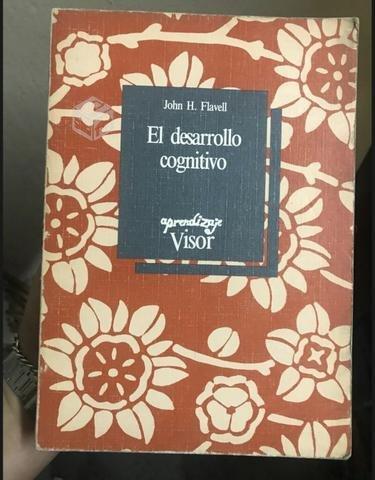 John H. Flavell
El desarrollo
cognitivo
aprendizaje
Visor